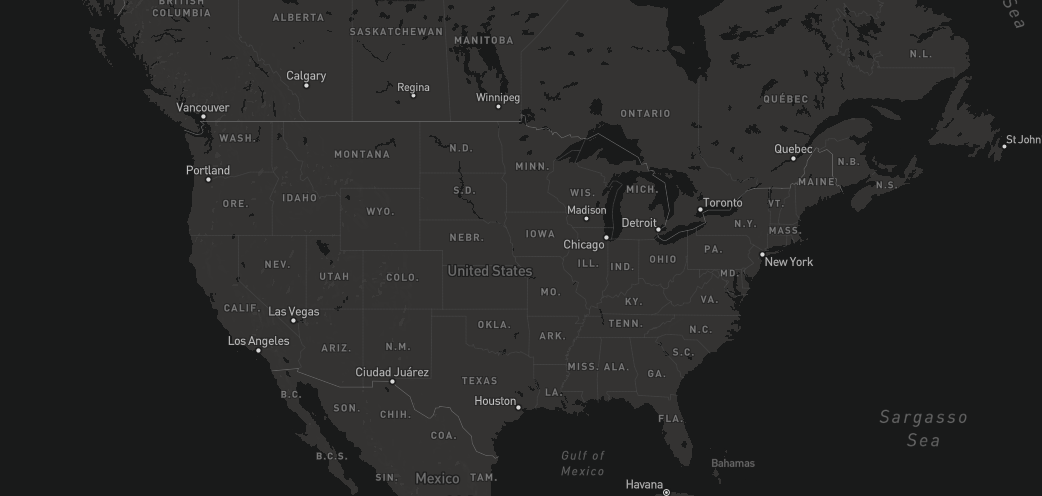 BRITISH
COLUMBIA
ALBERTA
Sea
SASKATCHEWAN
MANITOBA
N.L.
Calgary
Regina
Winnipeg
QUÉBEC
Vancouver
ONTARIO
WASH.
St John
MONTANA
N.D.
Quebec
MINN.
N.B.
Portland
MAINE
N.S.
S.D.
WIS.
MICH.
IDAHO
ORE.
WYO.
Madison
Toronto
VT.
Detroit
N.Y.
MASS.
NEBR.
IOWA
Chicago
PA.
New York
NEV.
UTAH
COLO.
United States
ILL.
IND.
OHIO
MD.
MO.
KY.
VA.
CALIF.
Las Vegas
OKLA.
TENN.
N.C.
Los Angeles
ARIZ.
N.M.
ARK.
S.C.
Ciudad Juárez
TEXAS
MISS.
ALA.
GA.
B.C.
Houston
LA.
SON.
CHIH.
FLA.
Sargasso
Sea
COA.
B.C.S.
Gulf of
Mexico
Bahamas
SIN.
Mexico
TAM.
Havana